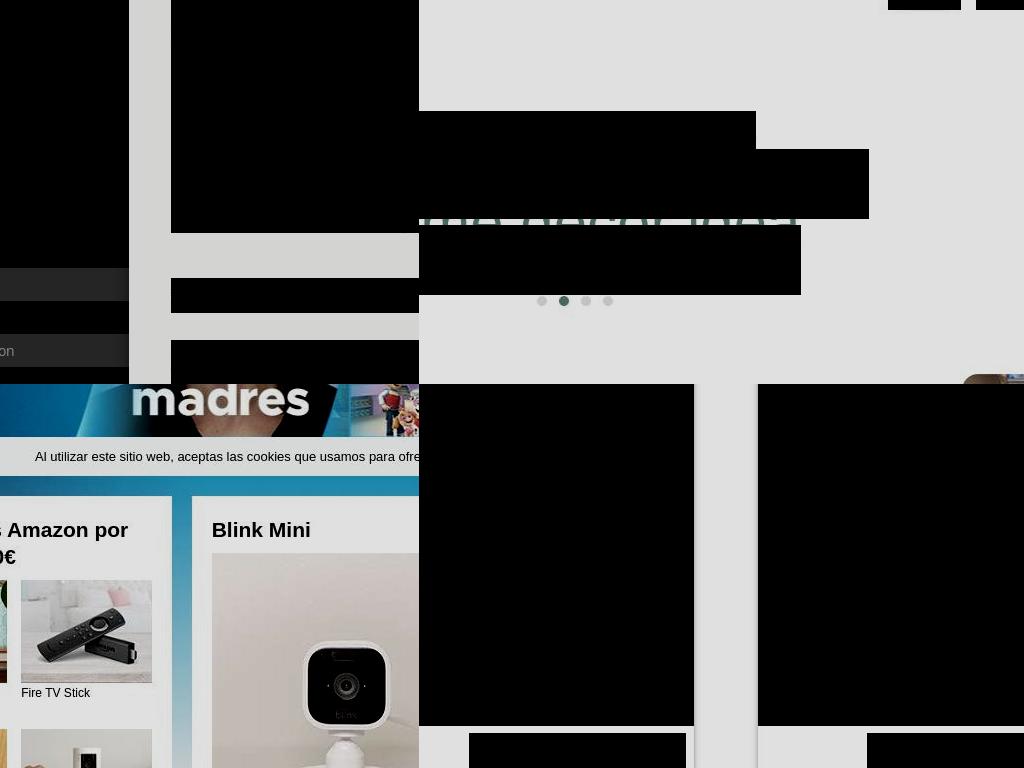 on
madres
Al utilizar este sitio web, aceptas las cookies que usamos para ofre
Amazon por
0€
Blink Mini
blink
Fire TV Stick